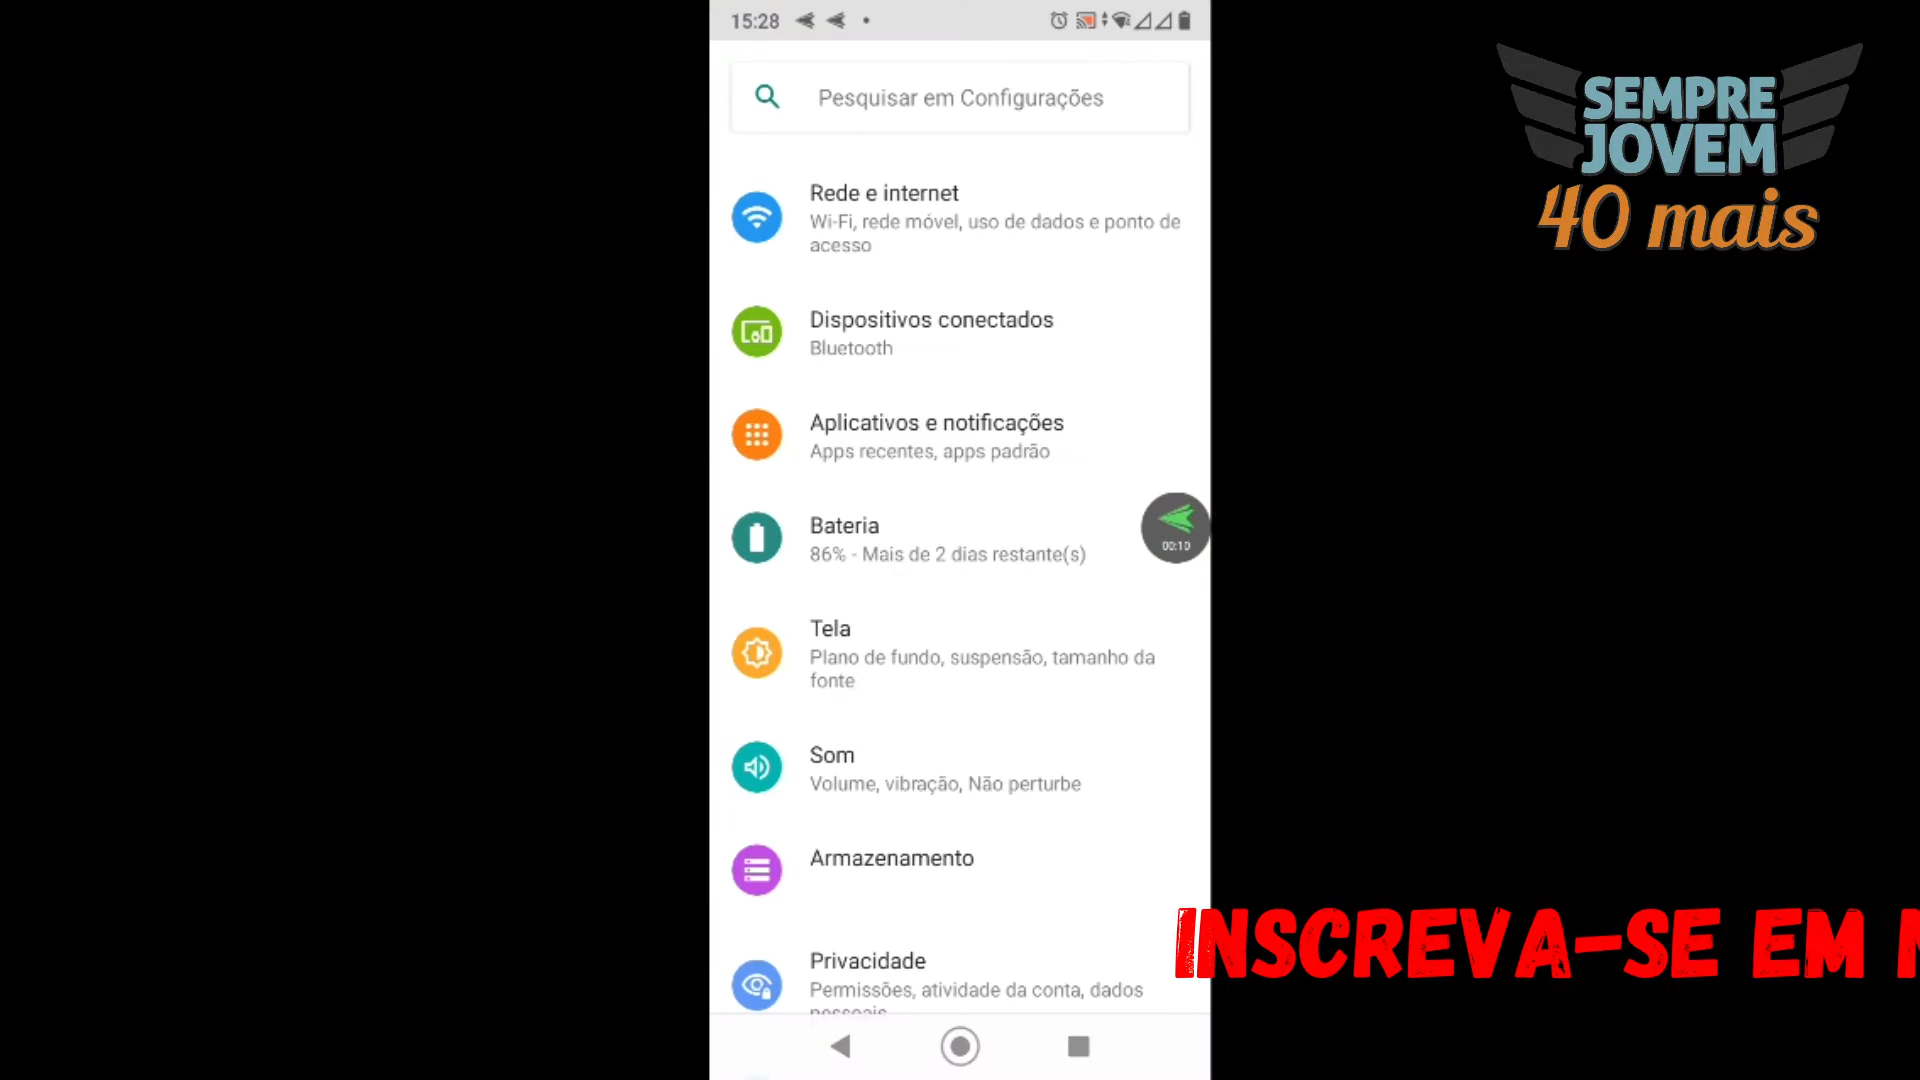 15:28
Pesquisar em Configurações
Rede e internet
Wi-Fi, rede móvel, uso de dados e ponto de
acesso
Dispositivos conectados
Bluetooth
Aplicativos e notificações
Apps recentes, apps padrão
Bateria
86% - Mais de 2 dias restante(s)
00:10
Tela
Plano de fundo, suspensão, tamanho da
fonte
Som
Volume, vibração, Não perturbe
Armazenamento
Privacidade
Permissões, atividade da conta, dados
pessoais
SEMPRE
JOVEM
40 mais
INSCREVA-SE EM